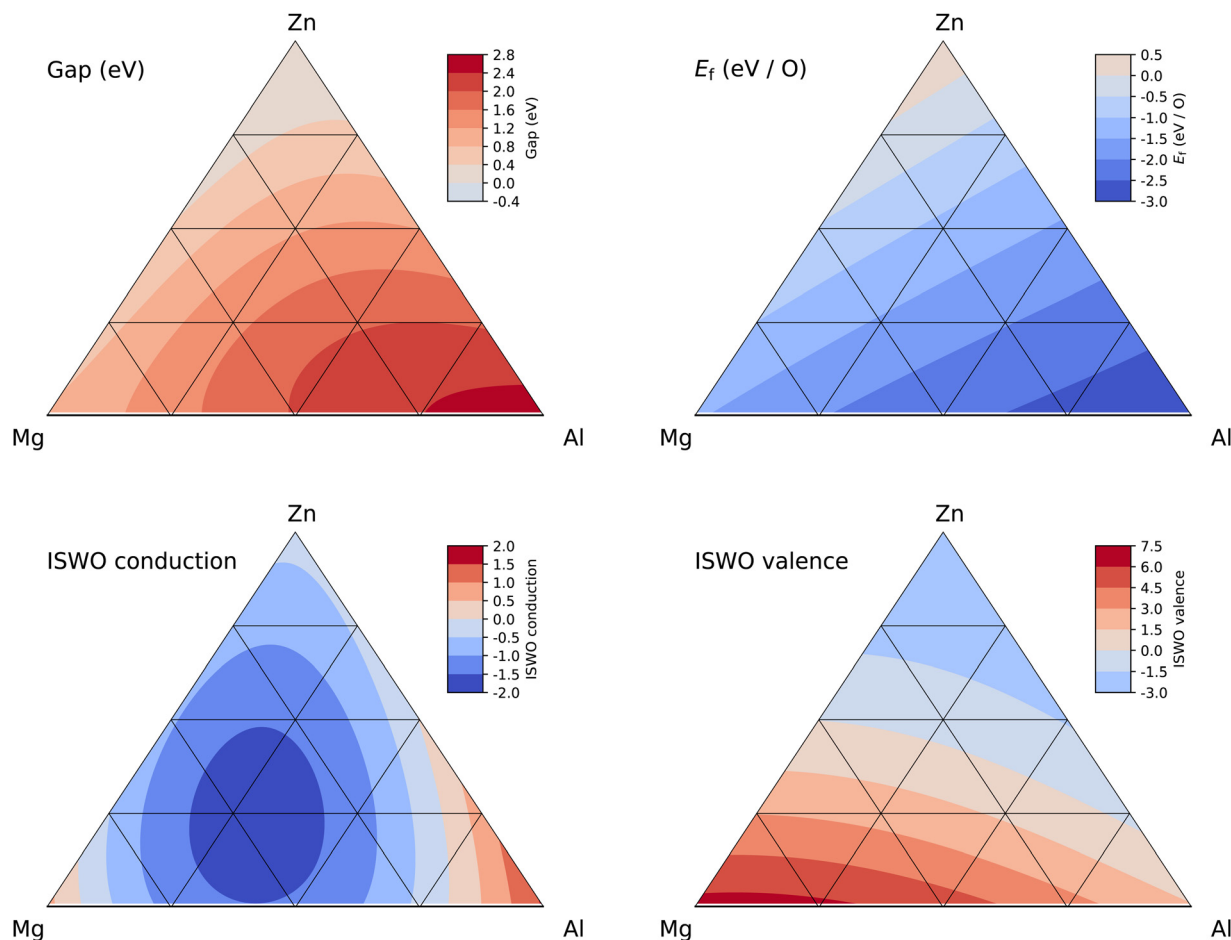 Zn
Gap (eV)
2.8
2.4
2.0
1.6
1.2
0.8
0.4
0.0
-0.4
Gap (eV)
Mg
Al
Zn
E_f (eV / O)
0.5
0.0
-0.5
-1.0
-1.5
-2.0
-2.5
-3.0
E_f (eV / O)
Mg
Al
Zn
ISWO conduction
2.0
1.5
1.0
0.5
0.0
-0.5
-1.0
-1.5
-2.0
ISWO conduction
Mg
Al
Zn
ISWO valence
7.5
6.0
4.5
3.0
1.5
0.0
-1.5
-3.0
ISWO valence
Mg
Al